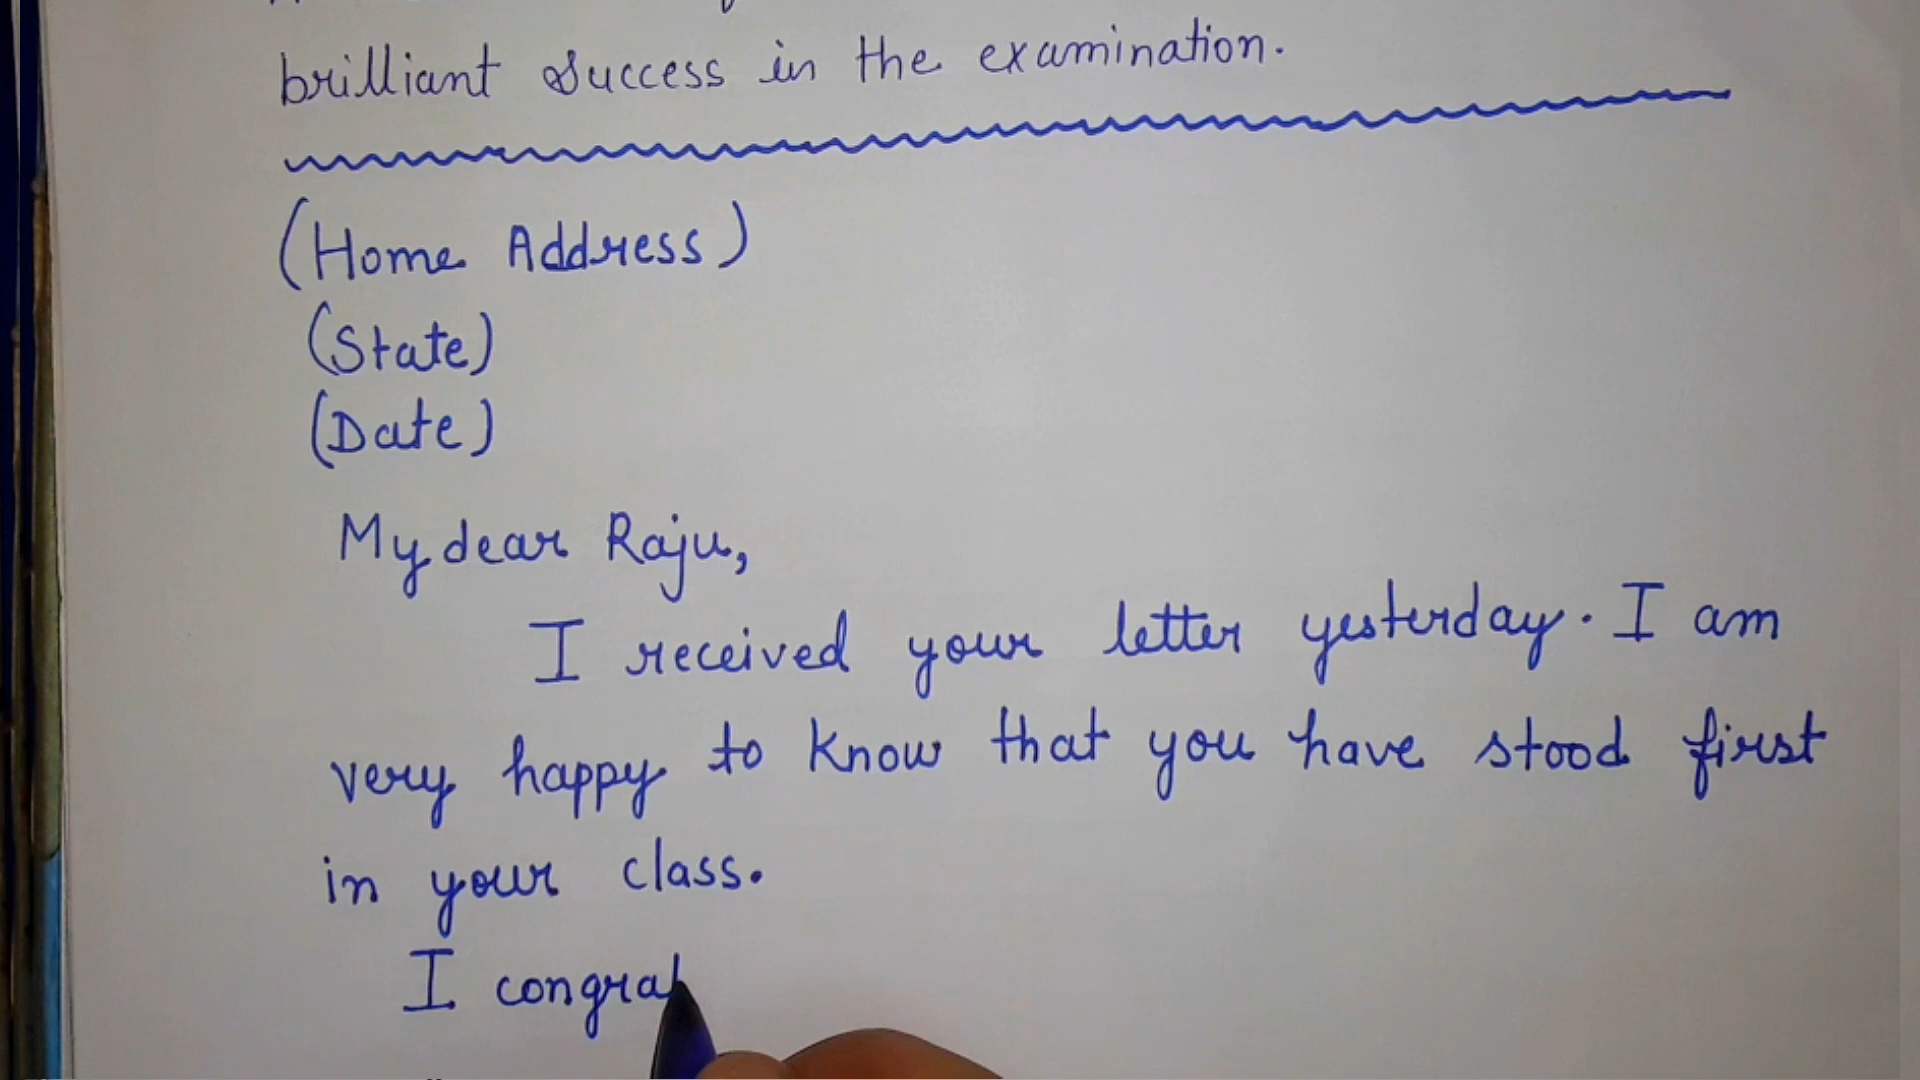 brilliant success in the examination.
(Home Address)
(State)
(Date)
My dear Raju,
I received your letter yesterday. I am
very happy to know that you have stood first
in your class.
I congrat